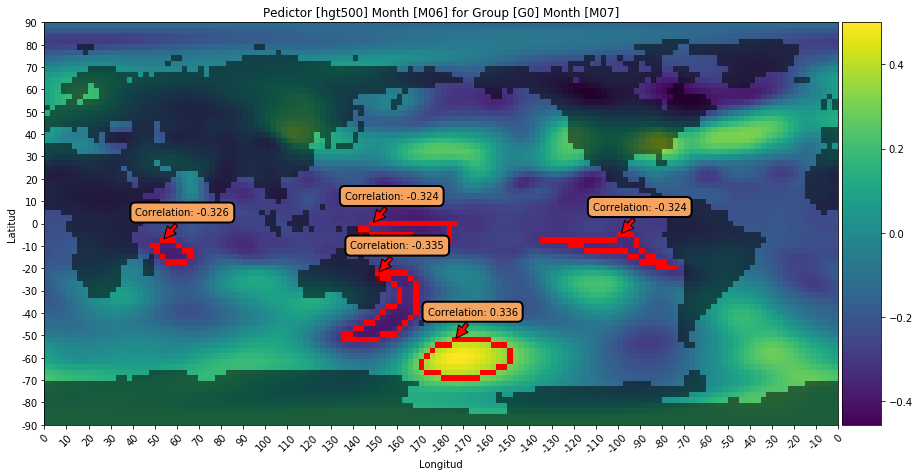 Pedictor [hgt500] Month [M06] for Group [G0] Month [M07]
90
80
70
60
50
40
30
20
10
0
-10
-20
-30
-40
-50
-60
-70
-80
-90
Latitud
Correlation: -0.326
Correlation: -0.324
Correlation: -0.324
Correlation: -0.335
Correlation: 0.336
0.4
0.2
0.0
−0.2
−0.4
0 10 20 30 40 50 60 70 80 90 100 110 120 130 140 150 160 170 -170 -160 -150 -140 -130 -120 -110 -100 -90 -80 -70 -60 -50 -40 -30 -20 -10 0
Longitud